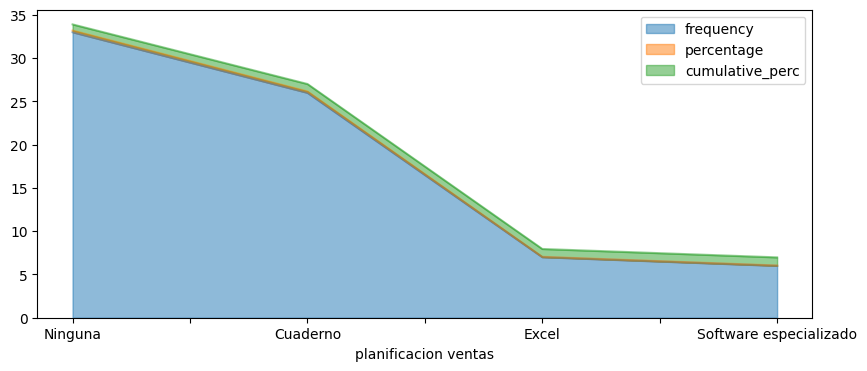 35
30
25
20
15
10
5
0
frequency
percentage
cumulative_perc
Ninguna Cuaderno Excel Software especializado
planificacion ventas